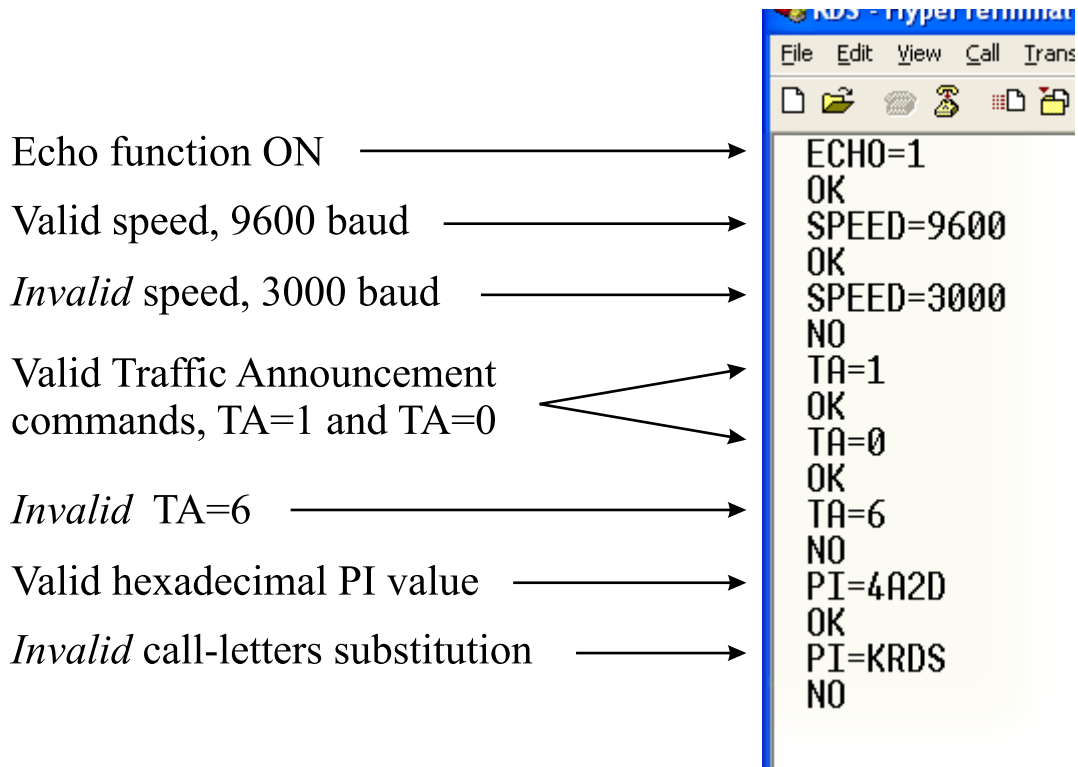 RDS - HyperTerminal
File Edit View Call Trans
Echo function ON
ECHO=1
OK
Valid speed, 9600 baud
SPEED=9600
OK
Invalid speed, 3000 baud
SPEED=3000
NO
Valid Traffic Announcement
commands, TA=1 and TA=0
TA=1
OK
TA=0
OK
Invalid TA=6
TA=6
NO
Valid hexadecimal PI value
PI=4A2D
OK
Invalid call-letters substitution
PI=KRDS
NO